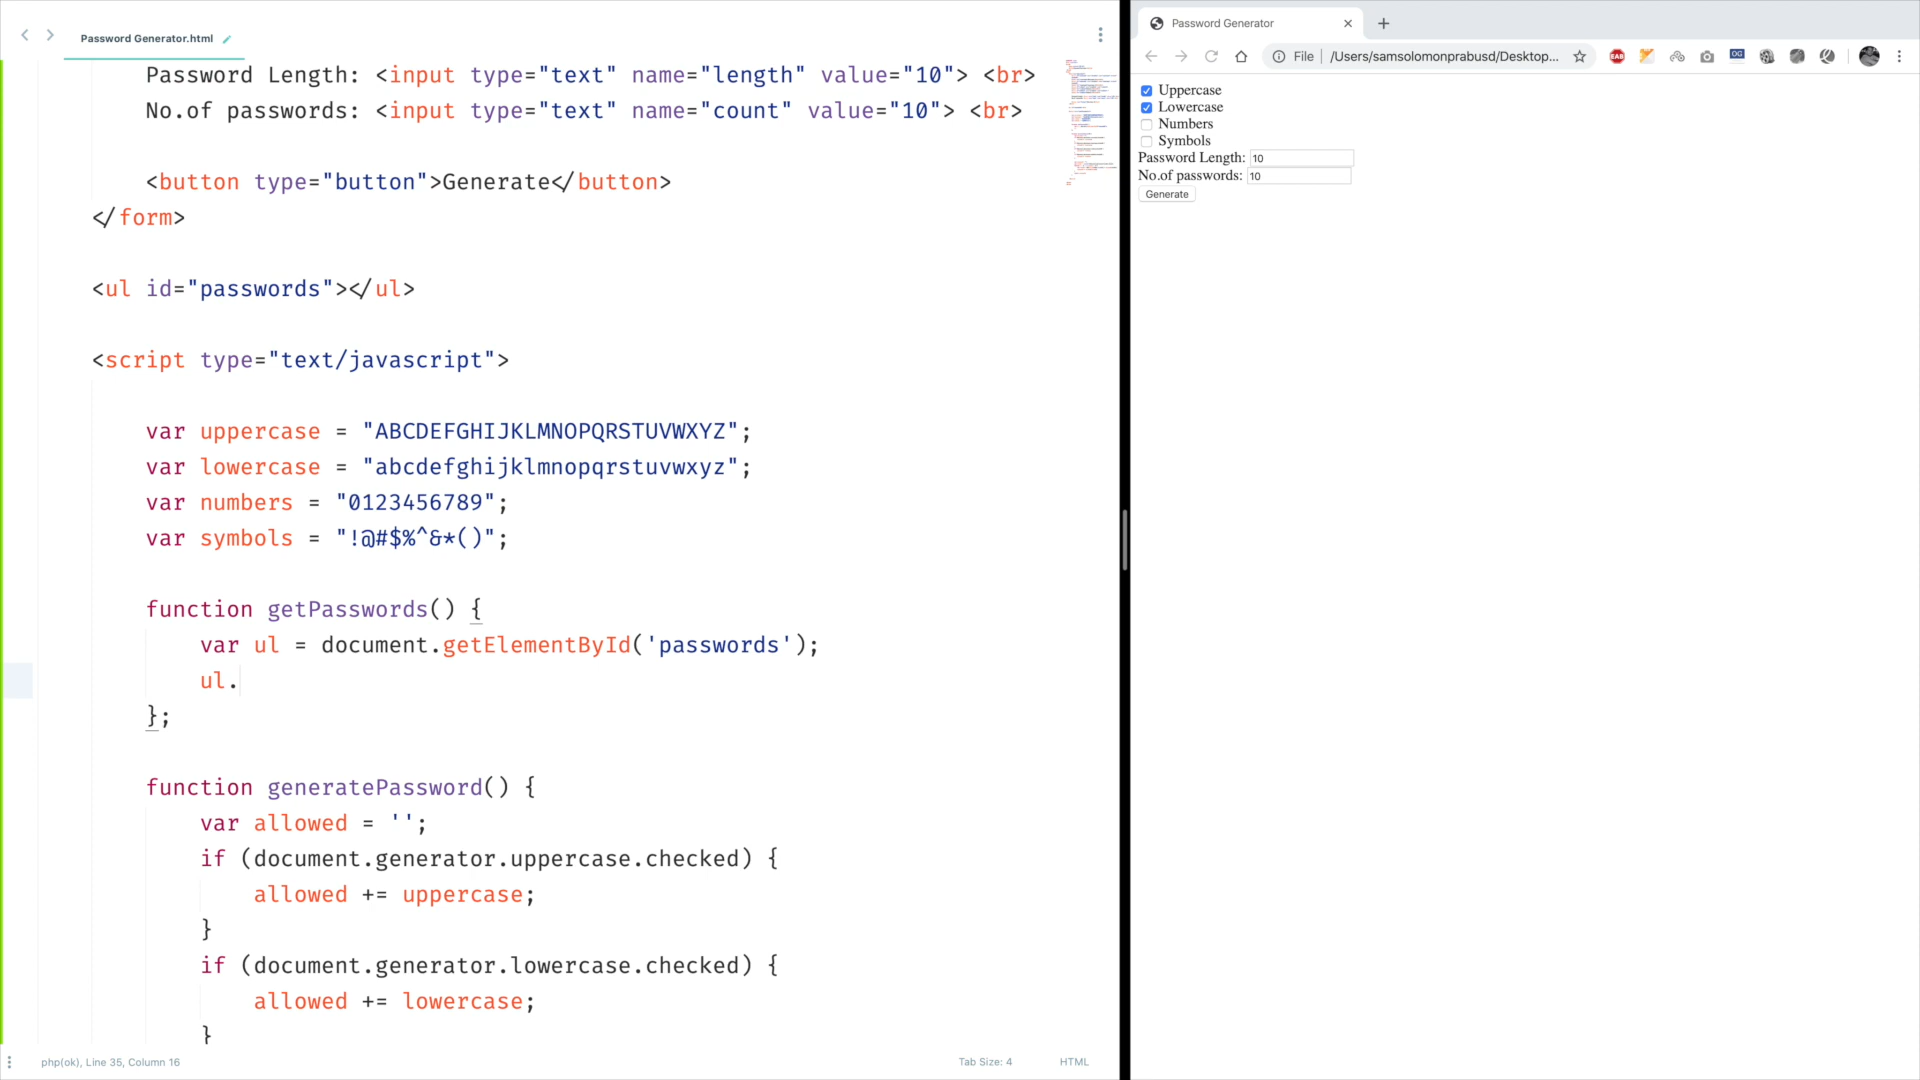 Password Generator.html
Password Length: <input type="text" name="length" value="10"> <br>
No.of passwords: <input type="text" name="count" value="10"> <br>
<button type="button">Generate</button>
</form>
<ul id="passwords"></ul>
<script type="text/javascript">
var uppercase = "ABCDEFGHIJKLMNOPQRSTUVWXYZ";
var lowercase = "abcdefghijklmnopqrstuvwxyz";
var numbers = "0123456789";
var symbols = "!@#$%^&*()";
function getPasswords() {
var ul = document.getElementById('passwords');
ul.
};
function generatePassword() {
var allowed = '';
if (document.generator.uppercase.checked) {
allowed += uppercase;
}
if (document.generator.lowercase.checked) {
allowed += lowercase;
}
php(ok), Line 35, Column 16
Tab Size: 4
HTML
Password Generator
File
/Users/samsolomonprabusd/Desktop...
EAB
OG
Uppercase
Lowercase
Numbers
Symbols
Password Length: 10
No.of passwords: 10
Generate